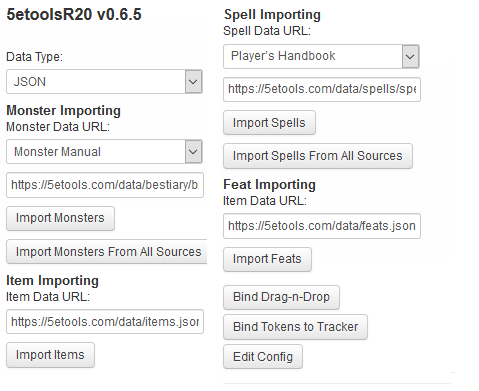 5etoolsR20 v0.6.5
Data Type:
JSON
Monster Importing
Monster Data URL:
Monster Manual
https://5etools.com/data/bestiary/b
Import Monsters
Import Monsters From All Sources
Item Importing
Item Data URL:
https://5etools.com/data/items.json
Import Items
Spell Importing
Spell Data URL:
Player's Handbook
https://5etools.com/data/spells/spe
Import Spells
Import Spells From All Sources
Feat Importing
Item Data URL:
https://5etools.com/data/feats.json
Import Feats
Bind Drag-n-Drop
Bind Tokens to Tracker
Edit Config